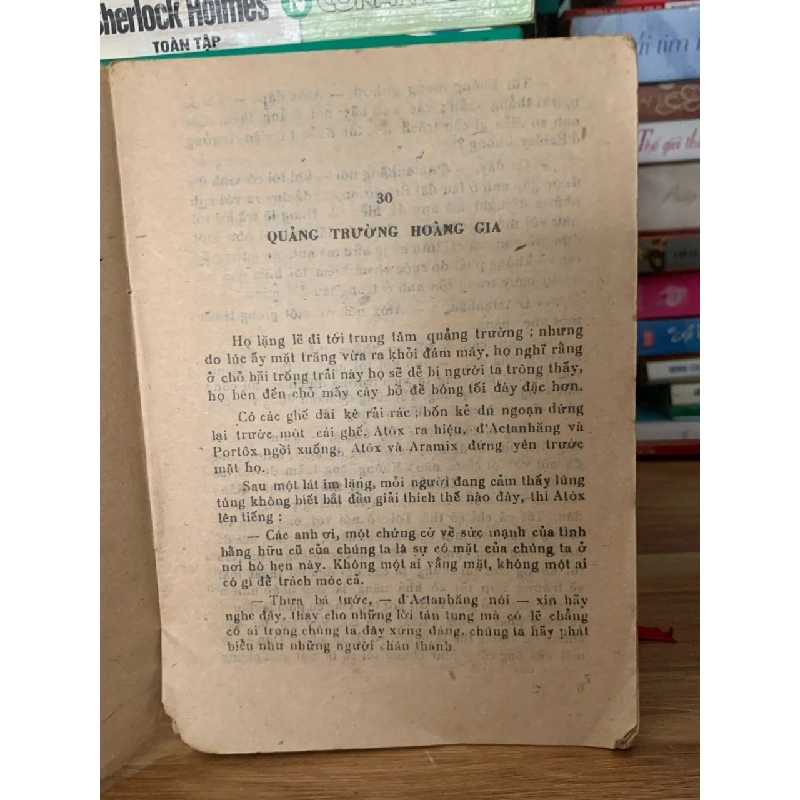 Sherlock Holmes
TOÀN TẬP
30
QUẢNG TRƯỜNG HOÀNG GIA
Họ lặng lẽ đi tới trung tâm quảng trường ; nhưng
do lúc ấy mặt trăng vừa ra khỏi đám mây, họ nghĩ rằng
ở chỗ bãi trống trải này họ sẽ dễ bị người ta trông thấy,
họ bèn đến chỗ mấy cây bồ đề bóng tối dày đặc hơn.
Có các ghế dài kê rải rác ; bốn kẻ du ngoạn dừng
lại trước một cái ghế. Atôx ra hiệu, d'Actanhăng và
Portôx ngồi xuống, Atôx và Aramix đứng yên trước
mặt họ.
Sau một lát im lặng, mỗi người đang cảm thấy lúng
túng không biết bắt đầu giải thích thế nào đây, thì Atôx
lên tiếng :
— Các anh ơi, một chứng cớ về sức mạnh của tình
bằng hữu cũ của chúng ta là sự có mặt của chúng ta ở
nơi hò hẹn này. Không một ai vắng mặt, không một ai
có gì để trách móc cả.
— Thưa bá tước, — d'Actanhăng nói — xin hãy
nghe đây, thay cho những lời tán tụng mà có lẽ chẳng
có ai trong chúng ta đây xứng đáng, chúng ta hãy phát
biểu như những người chân thành.
5